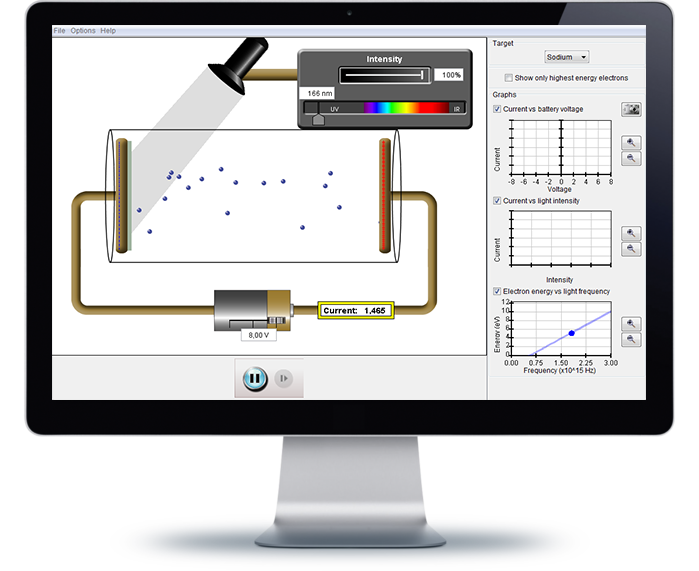 File Options Help
Intensity
100%
166 nm
UV
IR
Current: 1,465
8,00 V
Target
Sodium
Show only highest energy electrons
Graphs
Current vs battery voltage
Current
-8 -6 -4 -2 0 2 4 6 8
Voltage
Current vs light intensity
Current
Intensity
Electron energy vs light frequency
Energy (eV)
12
10
8
6
4
2
0
0.00 0.75 1.50 2.25 3.00
Frequency (x10^15 Hz)